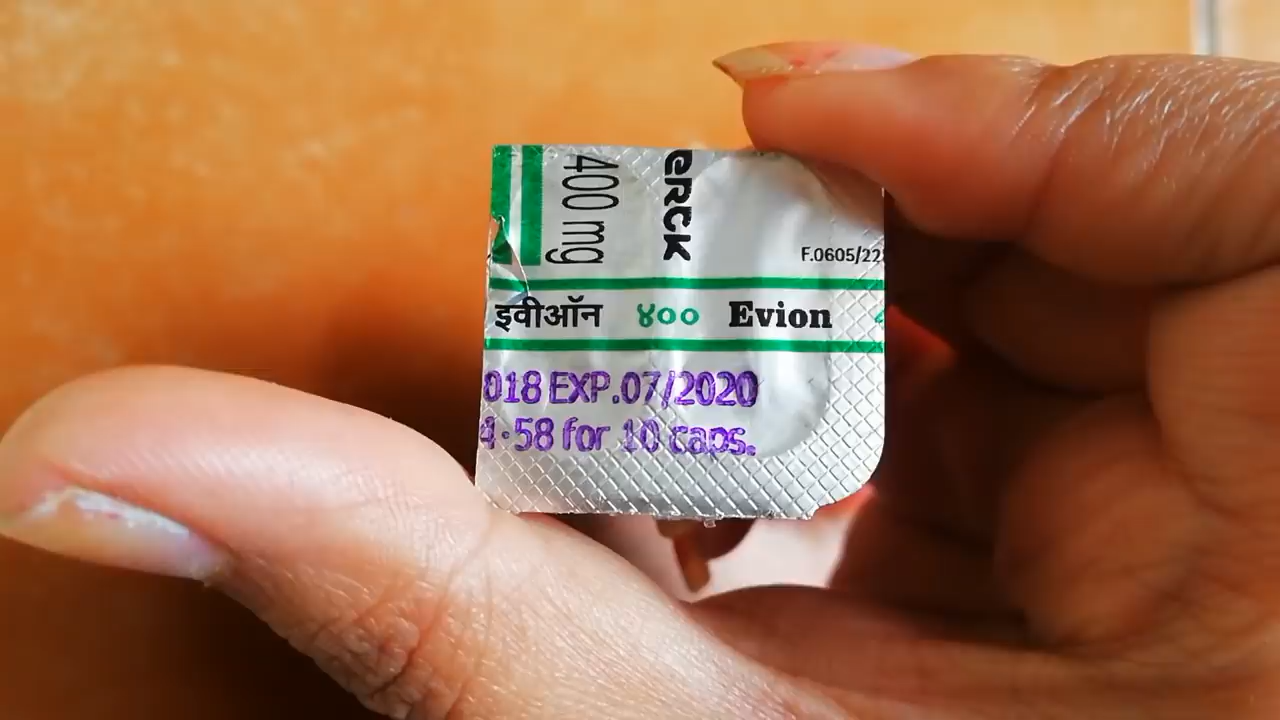 400 mg
erck
F.0605/22
इवीऑन ४०० Evion
018 EXP.07/2020
4·58 for 10 caps.